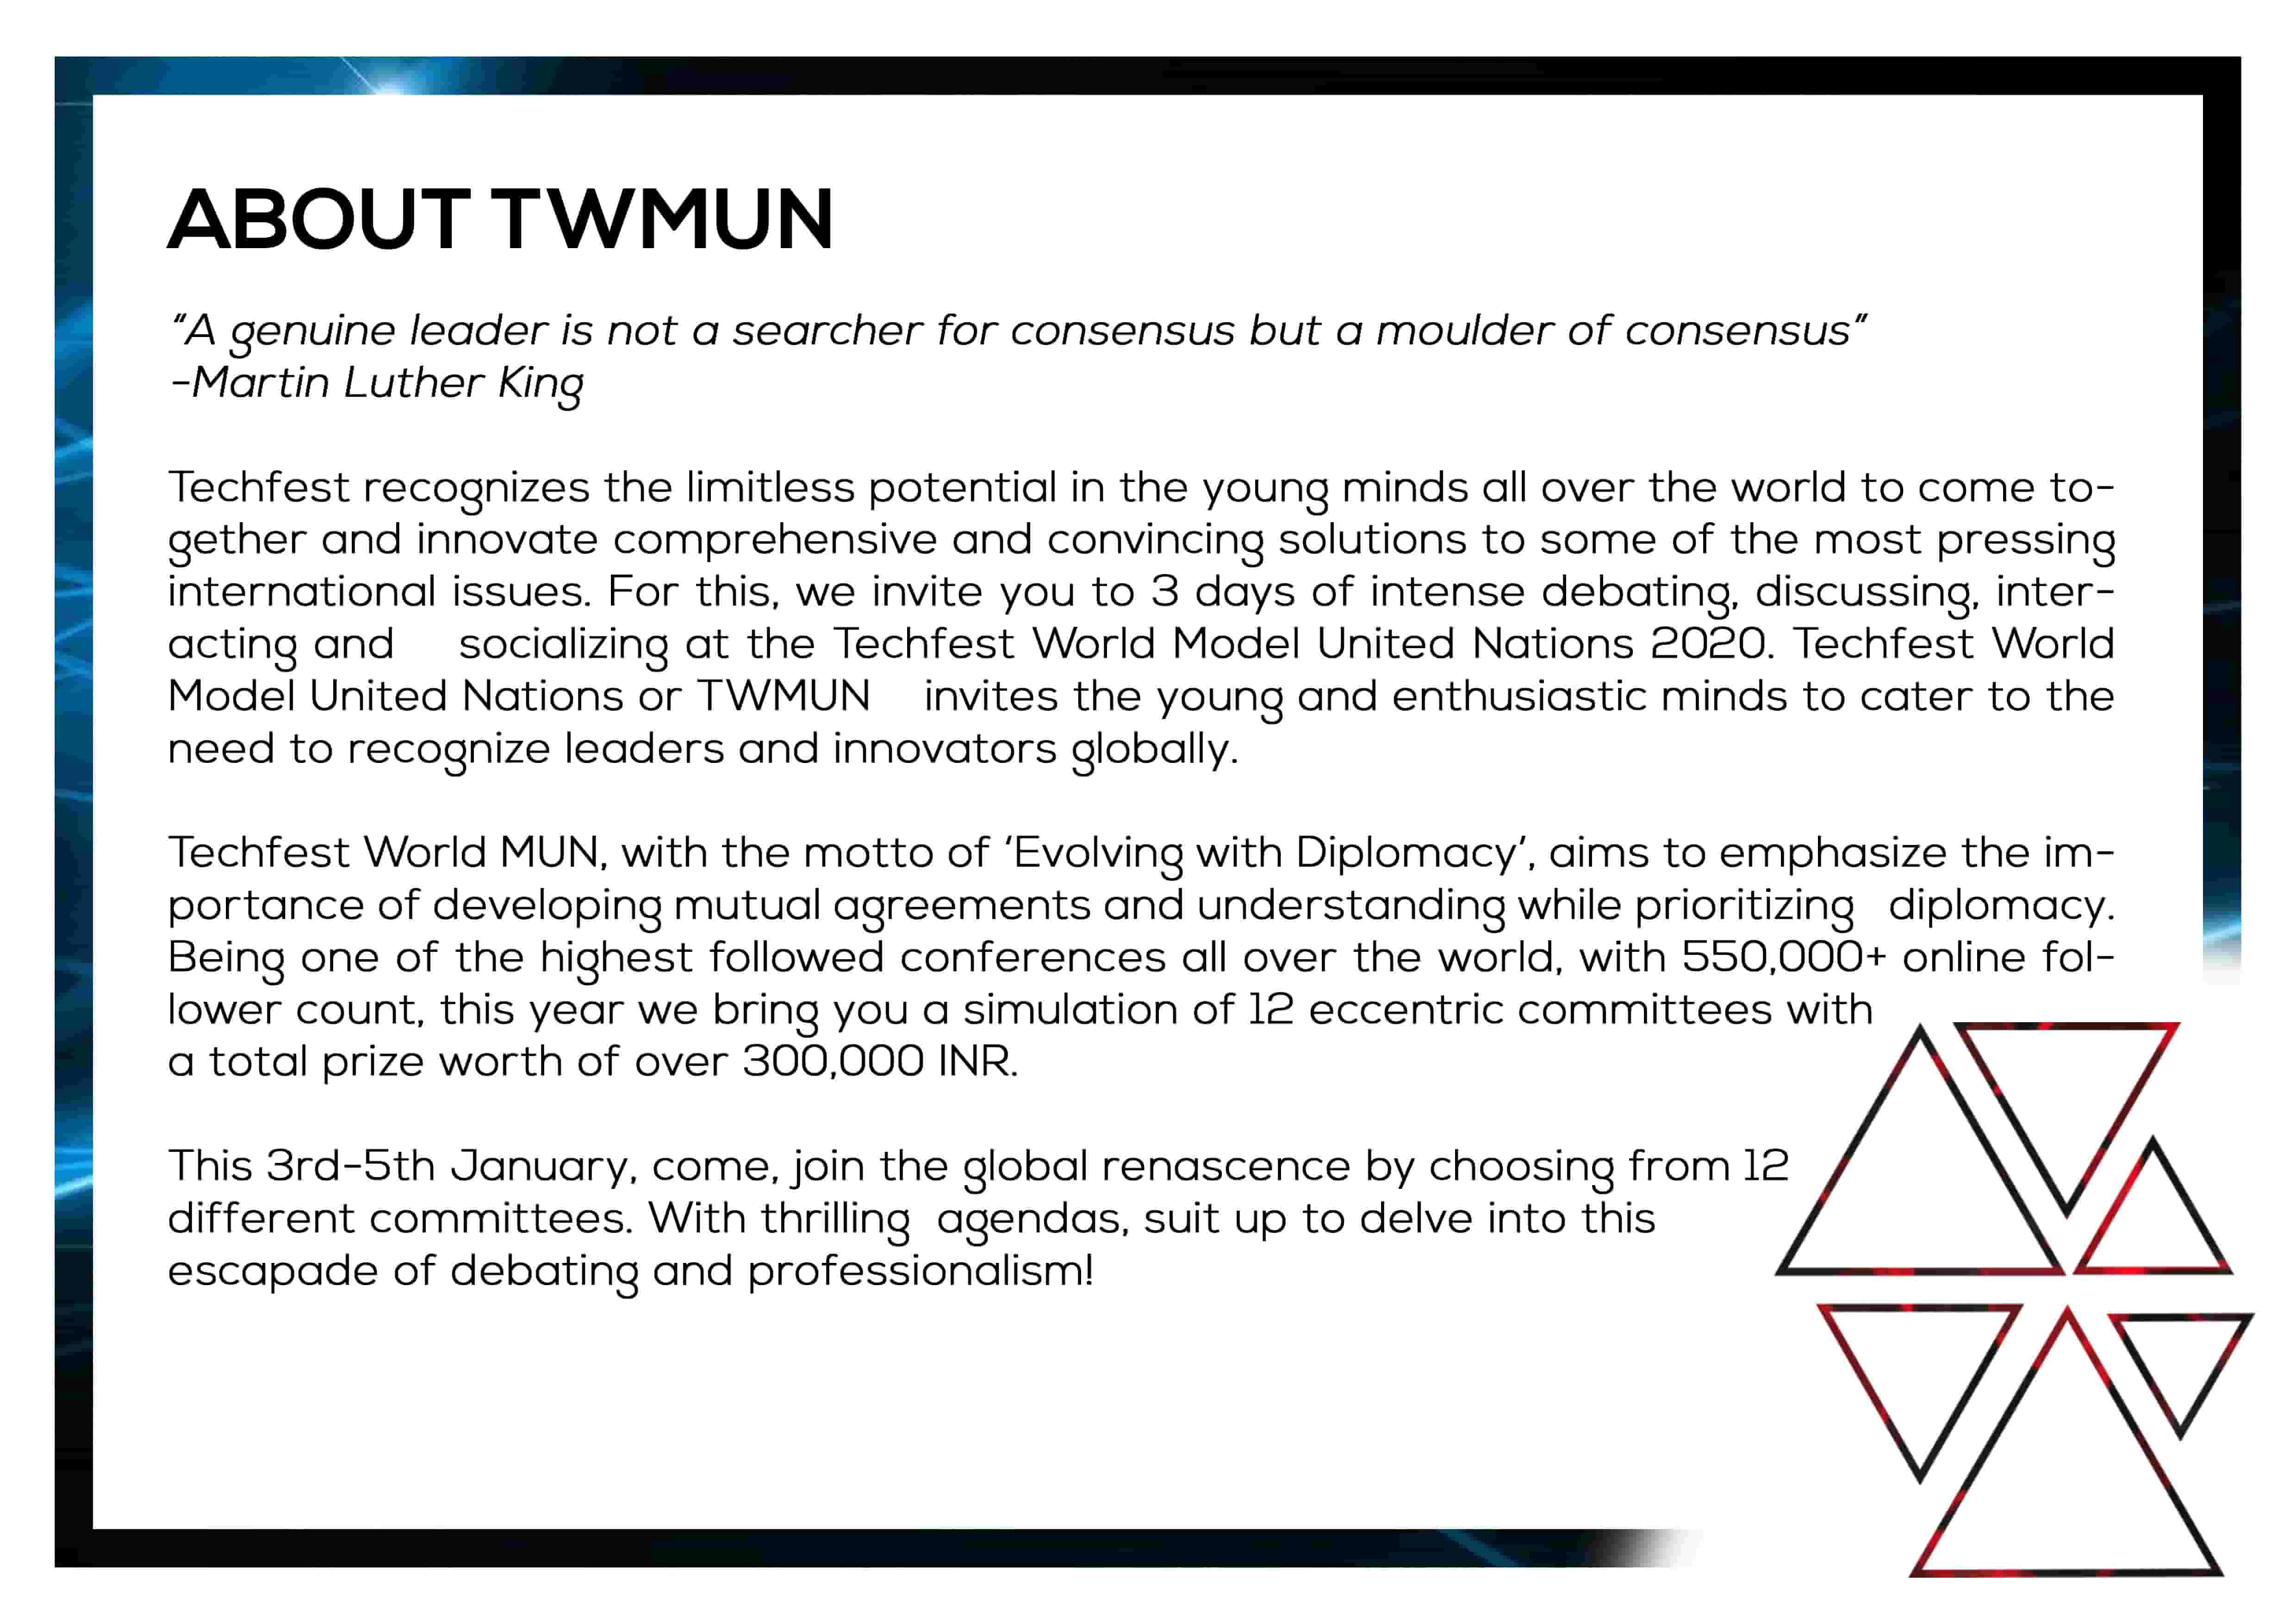 ABOUT TWMUN
“A genuine leader is not a searcher for consensus but a moulder of consensus”
-Martin Luther King
Techfest recognizes the limitless potential in the young minds all over the world to come to-
gether and innovate comprehensive and convincing solutions to some of the most pressing
international issues. For this, we invite you to 3 days of intense debating, discussing, inter-
acting and socializing at the Techfest World Model United Nations 2020. Techfest World
Model United Nations or TWMUN invites the young and enthusiastic minds to cater to the
need to recognize leaders and innovators globally.
Techfest World MUN, with the motto of ‘Evolving with Diplomacy’, aims to emphasize the im-
portance of developing mutual agreements and understanding while prioritizing diplomacy.
Being one of the highest followed conferences all over the world, with 550,000+ online fol-
lower count, this year we bring you a simulation of 12 eccentric committees with
a total prize worth of over 300,000 INR.
This 3rd-5th January, come, join the global renascence by choosing from 12
different committees. With thrilling agendas, suit up to delve into this
escapade of debating and professionalism!